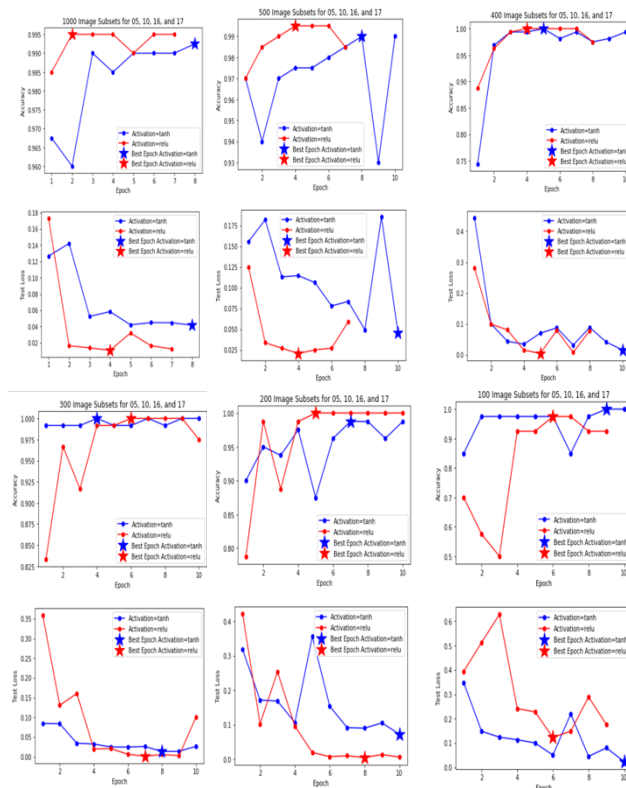 1000 Image Subsets for 05, 10, 16, and 17
0.995
0.990
0.985
0.980
0.975
0.970
0.965
0.960
Accuracy
Activation=tanh
Activation=relu
Best Epoch Activation=tanh
Best Epoch Activation=relu
1 2 3 4 5 6 7 8
Epoch
500 Image Subsets for 05, 10, 16, and 17
0.99
0.98
0.97
0.96
0.95
0.94
0.93
Accuracy
Activation=tanh
Activation=relu
Best Epoch Activation=tanh
Best Epoch Activation=relu
2 4 6 8 10
Epoch
400 Image Subsets for 05, 10, 16, and 17
1.00
0.95
0.90
0.85
0.80
0.75
Accuracy
Activation=tanh
Activation=relu
Best Epoch Activation=tanh
Best Epoch Activation=relu
2 4 6 8 10
Epoch
0.18
0.16
0.14
0.12
0.10
0.08
0.06
0.04
0.02
Test Loss
Activation=tanh
Activation=relu
Best Epoch Activation=tanh
Best Epoch Activation=relu
1 2 3 4 5 6 7 8
Epoch
0.175
0.150
0.125
0.100
0.075
0.050
0.025
Test Loss
Activation=tanh
Activation=relu
Best Epoch Activation=tanh
Best Epoch Activation=relu
2 4 6 8 10
Epoch
0.4
0.3
0.2
0.1
0.0
Test Loss
Activation=tanh
Activation=relu
Best Epoch Activation=tanh
Best Epoch Activation=relu
2 4 6 8 10
Epoch
300 Image Subsets for 05, 10, 16, and 17
1.000
0.975
0.950
0.925
0.900
0.875
0.850
0.825
Accuracy
Activation=tanh
Activation=relu
Best Epoch Activation=tanh
Best Epoch Activation=relu
2 4 6 8 10
Epoch
200 Image Subsets for 05, 10, 16, and 17
1.00
0.95
0.90
0.85
0.80
Accuracy
Activation=tanh
Activation=relu
Best Epoch Activation=tanh
Best Epoch Activation=relu
2 4 6 8 10
Epoch
100 Image Subsets for 05, 10, 16, and 17
1.0
0.9
0.8
0.7
0.6
0.5
Accuracy
Activation=tanh
Activation=relu
Best Epoch Activation=tanh
Best Epoch Activation=relu
2 4 6 8 10
Epoch
0.35
0.30
0.25
0.20
0.15
0.10
0.05
0.00
Test Loss
Activation=tanh
Activation=relu
Best Epoch Activation=tanh
Best Epoch Activation=relu
2 4 6 8 10
Epoch
0.4
0.3
0.2
0.1
0.0
Test Loss
Activation=tanh
Activation=relu
Best Epoch Activation=tanh
Best Epoch Activation=relu
2 4 6 8 10
Epoch
0.6
0.5
0.4
0.3
0.2
0.1
0.0
Test Loss
Activation=tanh
Activation=relu
Best Epoch Activation=tanh
Best Epoch Activation=relu
2 4 6 8 10
Epoch